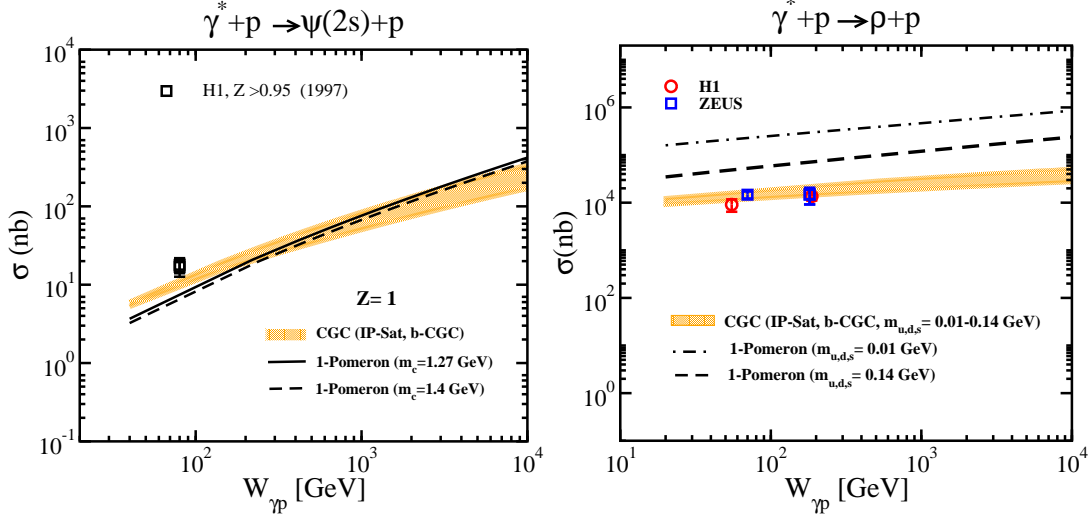 γ*+p →ψ(2s)+p
10^4
10^3
10^2
10^1
10^0
10^-1
σ (nb)
H1, Z >0.95 (1997)
Z= 1
CGC (IP-Sat, b-CGC)
1-Pomeron (m_c=1.27 GeV)
1-Pomeron (m_c=1.4 GeV)
10^2
10^3
10^4
W_γp [GeV]
γ*+p →ρ+p
10^6
10^4
10^2
10^0
σ(nb)
H1
ZEUS
CGC (IP-Sat, b-CGC, m_u,d,s= 0.01-0.14 GeV)
1-Pomeron (m_u,d,s= 0.01 GeV)
1-Pomeron (m_u,d,s= 0.14 GeV)
10^1
10^2
10^3
10^4
W_γp [GeV]